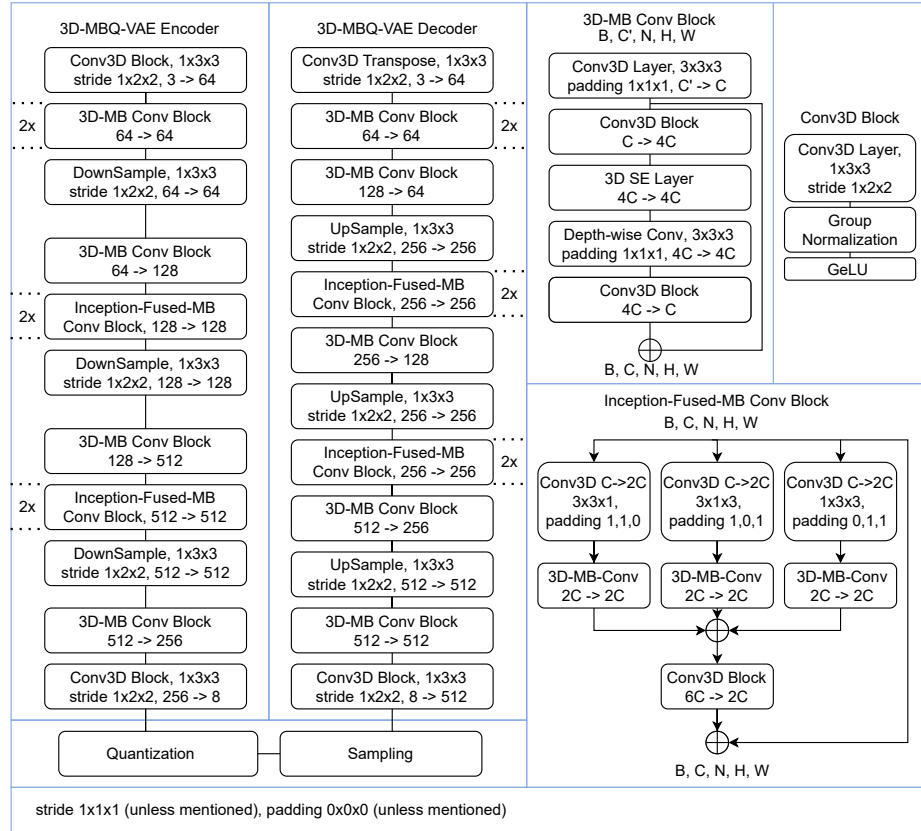 3D-MBQ-VAE Encoder
Conv3D Block, 1x3x3
stride 1x2x2, 3 -> 64
2x
3D-MB Conv Block
64 -> 64
DownSample, 1x3x3
stride 1x2x2, 64 -> 64
3D-MB Conv Block
64 -> 128
2x
Inception-Fused-MB
Conv Block, 128 -> 128
DownSample, 1x3x3
stride 1x2x2, 128 -> 128
3D-MB Conv Block
128 -> 512
2x
Inception-Fused-MB
Conv Block, 512 -> 512
DownSample, 1x3x3
stride 1x2x2, 512 -> 512
3D-MB Conv Block
512 -> 256
Conv3D Block, 1x3x3
stride 1x2x2, 256 -> 8
Quantization
3D-MBQ-VAE Decoder
Conv3D Transpose, 1x3x3
stride 1x2x2, 3 -> 64
3D-MB Conv Block
64 -> 64
2x
3D-MB Conv Block
128 -> 64
UpSample, 1x3x3
stride 1x2x2, 256 -> 256
Inception-Fused-MB
Conv Block, 256 -> 256
2x
3D-MB Conv Block
256 -> 128
UpSample, 1x3x3
stride 1x2x2, 256 -> 256
Inception-Fused-MB
Conv Block, 256 -> 256
2x
3D-MB Conv Block
512 -> 256
UpSample, 1x3x3
stride 1x2x2, 512 -> 512
3D-MB Conv Block
512 -> 512
Conv3D Block, 1x3x3
stride 1x2x2, 8 -> 512
Sampling
3D-MB Conv Block
B, C', N, H, W
Conv3D Layer, 3x3x3
padding 1x1x1, C' -> C
Conv3D Block
C -> 4C
3D SE Layer
4C -> 4C
Depth-wise Conv, 3x3x3
padding 1x1x1, 4C -> 4C
Conv3D Block
4C -> C
B, C, N, H, W
Conv3D Block
Conv3D Layer,
1x3x3
stride 1x2x2
Group
Normalization
GeLU
Inception-Fused-MB Conv Block
B, C, N, H, W
Conv3D C->2C
3x3x1,
padding 1,1,0
Conv3D C->2C
3x1x3,
padding 1,0,1
Conv3D C->2C
1x3x3,
padding 0,1,1
3D-MB-Conv
2C -> 2C
3D-MB-Conv
2C -> 2C
3D-MB-Conv
2C -> 2C
Conv3D Block
6C -> 2C
B, C, N, H, W
stride 1x1x1 (unless mentioned), padding 0x0x0 (unless mentioned)